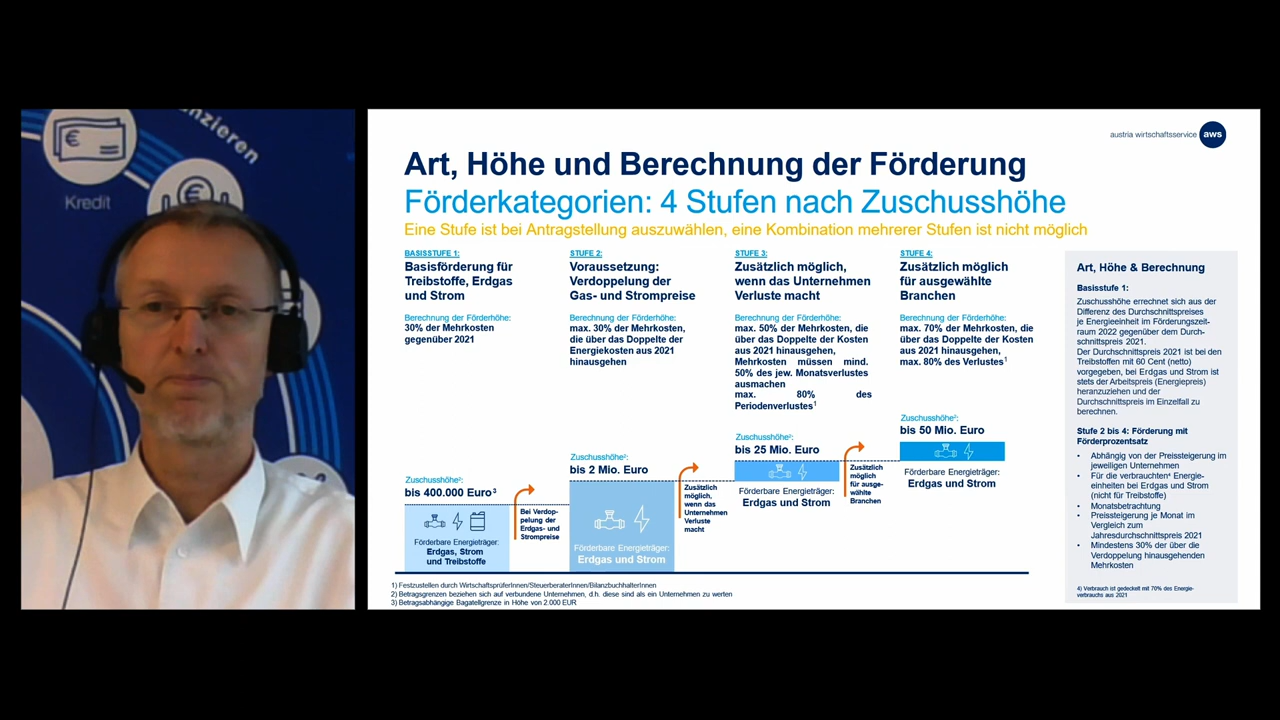 nzieren
Kredit
austria wirtschaftsservice aws
Art, Höhe und Berechnung der Förderung
Förderkategorien: 4 Stufen nach Zuschusshöhe
Eine Stufe ist bei Antragstellung auszuwählen, eine Kombination mehrerer Stufen ist nicht möglich
BASISSTUFE 1:
Basisförderung für
Treibstoffe, Erdgas
und Strom
Berechnung der Förderhöhe:
30% der Mehrkosten
gegenüber 2021
Zuschusshöhe²:
bis 400.000 Euro³
Förderbare Energieträger:
Erdgas, Strom
und Treibstoffe
Bei Verdop-
pelung der
Erdgas- und
Strompreise
STUFE 2:
Voraussetzung:
Verdoppelung der
Gas- und Strompreise
Berechnung der Förderhöhe:
max. 30% der Mehrkosten,
die über das Doppelte der
Energiekosten aus 2021
hinausgehen
Zuschusshöhe²:
bis 2 Mio. Euro
Förderbare Energieträger:
Erdgas und Strom
Zusätzlich
möglich,
wenn das
Unternehmen
Verluste
macht
STUFE 3:
Zusätzlich möglich,
wenn das Unternehmen
Verluste macht
Berechnung der Förderhöhe:
max. 50% der Mehrkosten, die
über das Doppelte der Kosten
aus 2021 hinausgehen,
Mehrkosten müssen mind.
50% des jew. Monatsverlustes
ausmachen
max. 80% des
Periodenverlustes¹
Zuschusshöhe²:
bis 25 Mio. Euro
Förderbare Energieträger:
Erdgas und Strom
Zusätzlich
möglich
für ausge-
wählte
Branchen
STUFE 4:
Zusätzlich möglich
für ausgewählte
Branchen
Berechnung der Förderhöhe:
max. 70% der Mehrkosten, die
über das Doppelte der Kosten
aus 2021 hinausgehen,
max. 80% des Verlustes¹
Zuschusshöhe²:
bis 50 Mio. Euro
Förderbare Energieträger:
Erdgas und Strom
Art, Höhe & Berechnung
Basisstufe 1:
Zuschusshöhe errechnet sich aus der
Differenz des Durchschnittspreises
je Energieeinheit im Förderungszeit-
raum 2022 gegenüber dem Durch-
schnittspreis 2021.
Der Durchschnittspreis 2021 ist bei den
Treibstoffen mit 60 Cent (netto)
vorgegeben, bei Erdgas und Strom ist
stets der Arbeitspreis (Energiepreis)
heranzuziehen und der
Durchschnittspreis im Einzelfall zu
berechnen.
Stufe 2 bis 4: Förderung mit
Förderprozentsatz
• Abhängig von der Preissteigerung im
jeweiligen Unternehmen
• Für die verbrauchten⁴ Energie-
einheiten bei Erdgas und Strom
(nicht für Treibstoffe)
• Monatsbetrachtung
• Preissteigerung je Monat im
Vergleich zum
Jahresdurchschnittspreis 2021
• Mindestens 30% der über die
Verdoppelung hinausgehenden
Mehrkosten
4) Verbrauch ist gedeckelt mit 70% des Energie-
verbrauchs aus 2021
1) Festzustellen durch WirtschaftsprüferInnen/SteuerberaterInnen/BilanzbuchhalterInnen
2) Betragsgrenzen beziehen sich auf verbundene Unternehmen, d.h. diese sind als ein Unternehmen zu werten
3) Betragsabhängige Bagatellgrenze in Höhe von 2.000 EUR